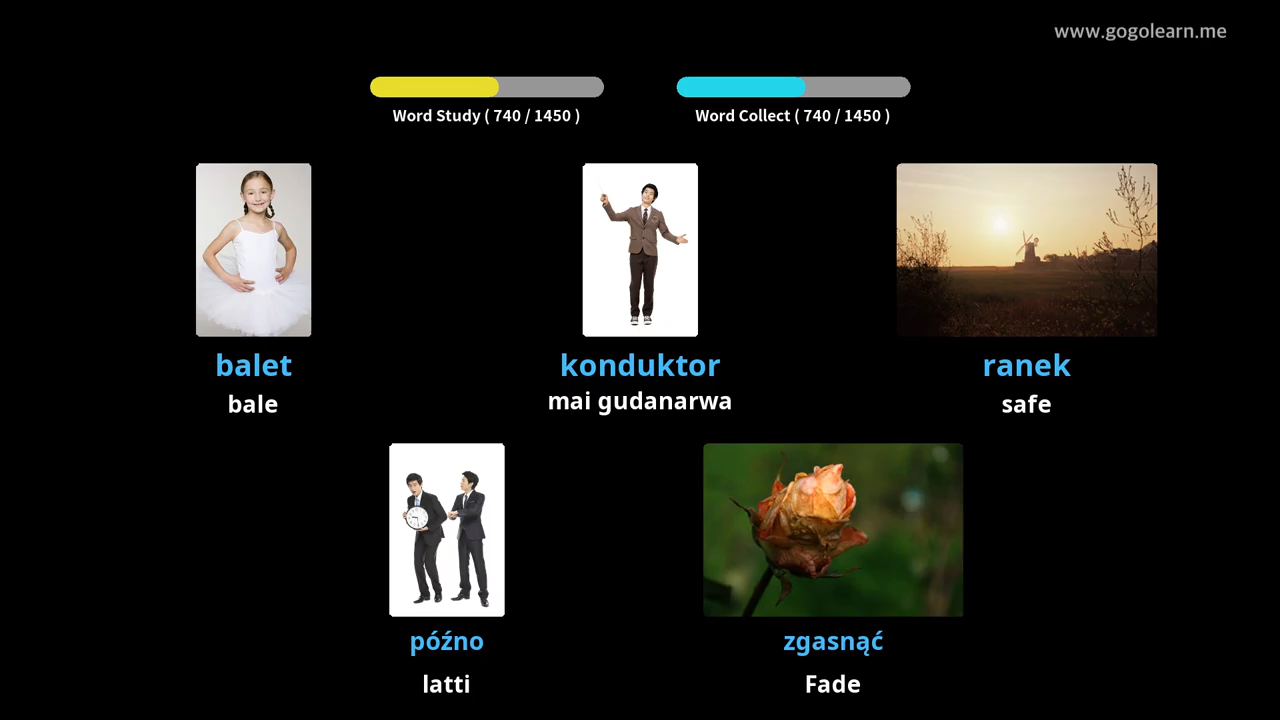 www.gogolearn.me
Word Study ( 740 / 1450 )
Word Collect ( 740 / 1450 )
balet
bale
konduktor
mai gudanarwa
ranek
safe
późno
latti
zgasnąć
Fade